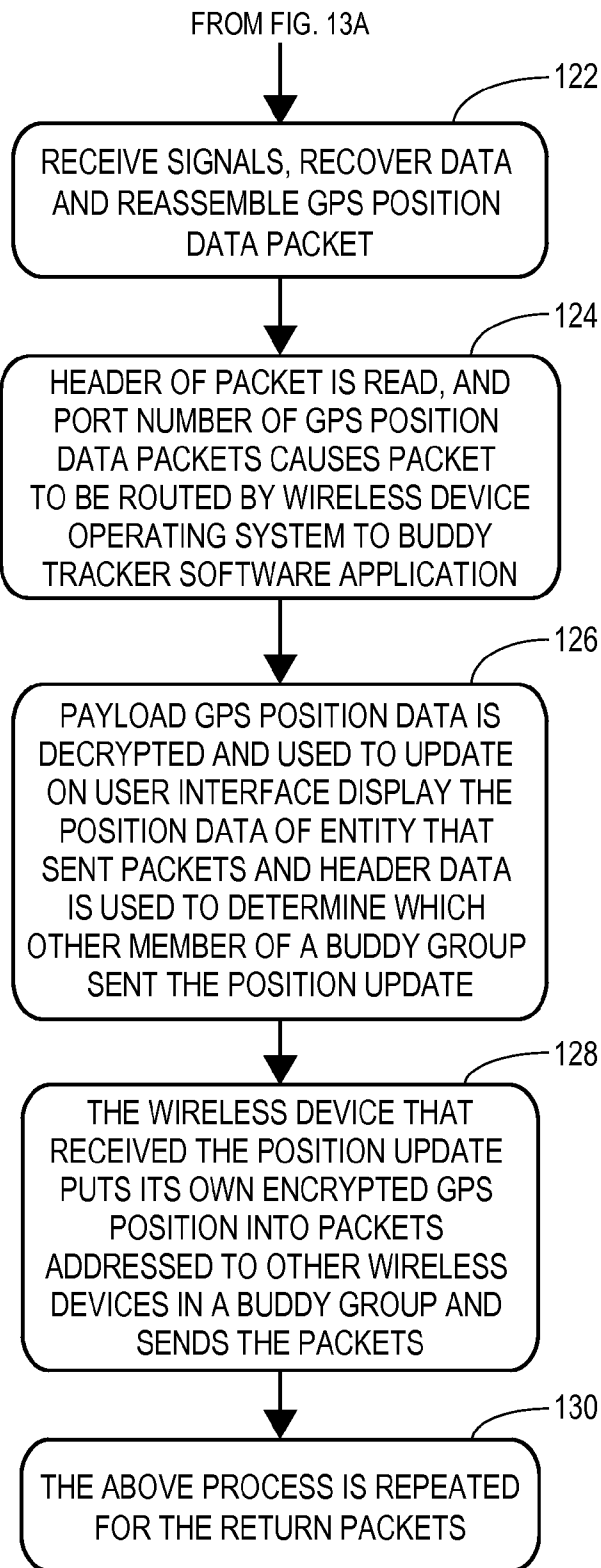 FROM FIG. 13A
122
RECEIVE SIGNALS, RECOVER DATA
AND REASSEMBLE GPS POSITION
DATA PACKET
124
HEADER OF PACKET IS READ, AND
PORT NUMBER OF GPS POSITION
DATA PACKETS CAUSES PACKET
TO BE ROUTED BY WIRELESS DEVICE
OPERATING SYSTEM TO BUDDY
TRACKER SOFTWARE APPLICATION
126
PAYLOAD GPS POSITION DATA IS
DECRYPTED AND USED TO UPDATE
ON USER INTERFACE DISPLAY THE
POSITION DATA OF ENTITY THAT
SENT PACKETS AND HEADER DATA
IS USED TO DETERMINE WHICH
OTHER MEMBER OF A BUDDY GROUP
SENT THE POSITION UPDATE
128
THE WIRELESS DEVICE THAT
RECEIVED THE POSITION UPDATE
PUTS ITS OWN ENCRYPTED GPS
POSITION INTO PACKETS
ADDRESSED TO OTHER WIRELESS
DEVICES IN A BUDDY GROUP AND
SENDS THE PACKETS
130
THE ABOVE PROCESS IS REPEATED
FOR THE RETURN PACKETS